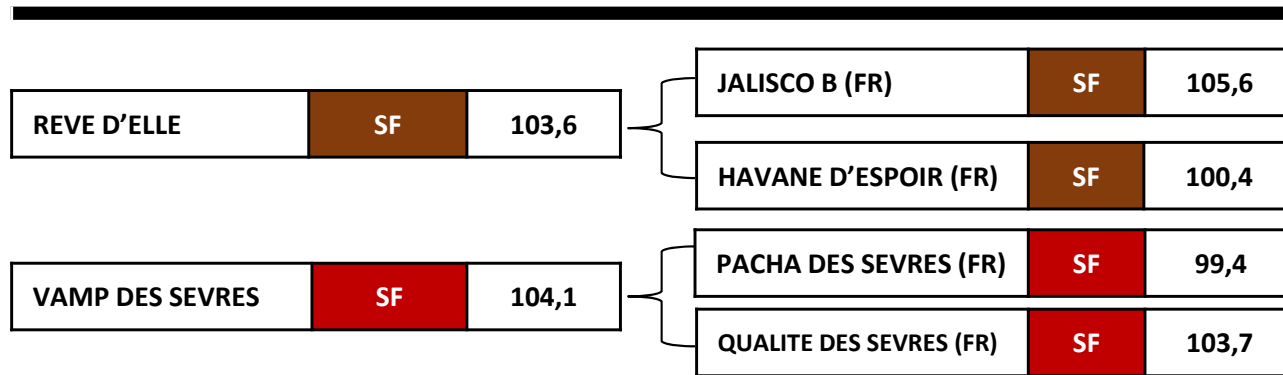 JALISCO B (FR) SF 105,6
REVE D’ELLE SF 103,6
HAVANE D’ESPOIR (FR) SF 100,4
PACHA DES SEVRES (FR) SF 99,4
VAMP DES SEVRES SF 104,1
QUALITE DES SEVRES (FR) SF 103,7